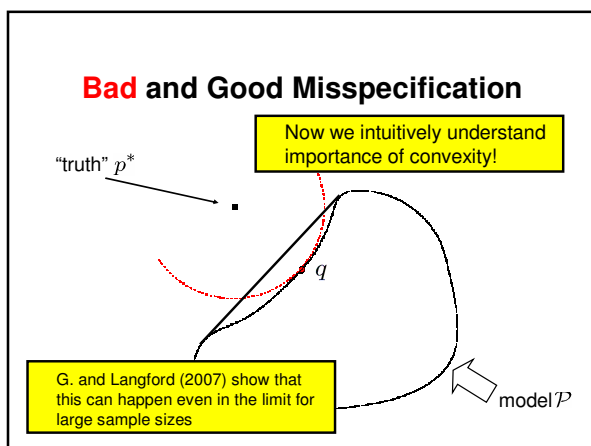 Bad and Good Misspecification
Now we intuitively understand
importance of convexity!
“truth” p*
q
G. and Langford (2007) show that
this can happen even in the limit for
large sample sizes
model 𝒫